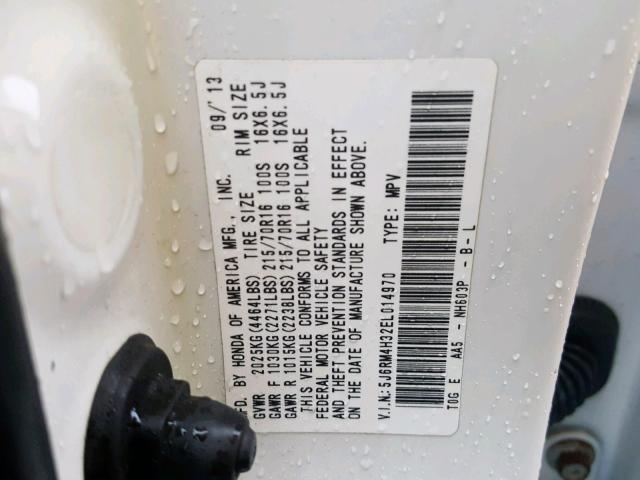 MFD. BY HONDA OF AMERICA MFG., INC. 09/'13
GVWR 2025KG(4464LBS) TIRE SIZE RIM SIZE
GAWR F 1030KG(2271LBS) 215/70R16 100S 16X6.5J
GAWR R 1015KG(2238LBS) 215/70R16 100S 16X6.5J
THIS VEHICLE CONFORMS TO ALL APPLICABLE
FEDERAL MOTOR VEHICLE SAFETY
AND THEFT PREVENTION STANDARDS IN EFFECT
ON THE DATE OF MANUFACTURE SHOWN ABOVE.
V.I.N: 5J6RM4H32EL014970 TYPE: MPV
TOG E AA5 - NH603P - B - L